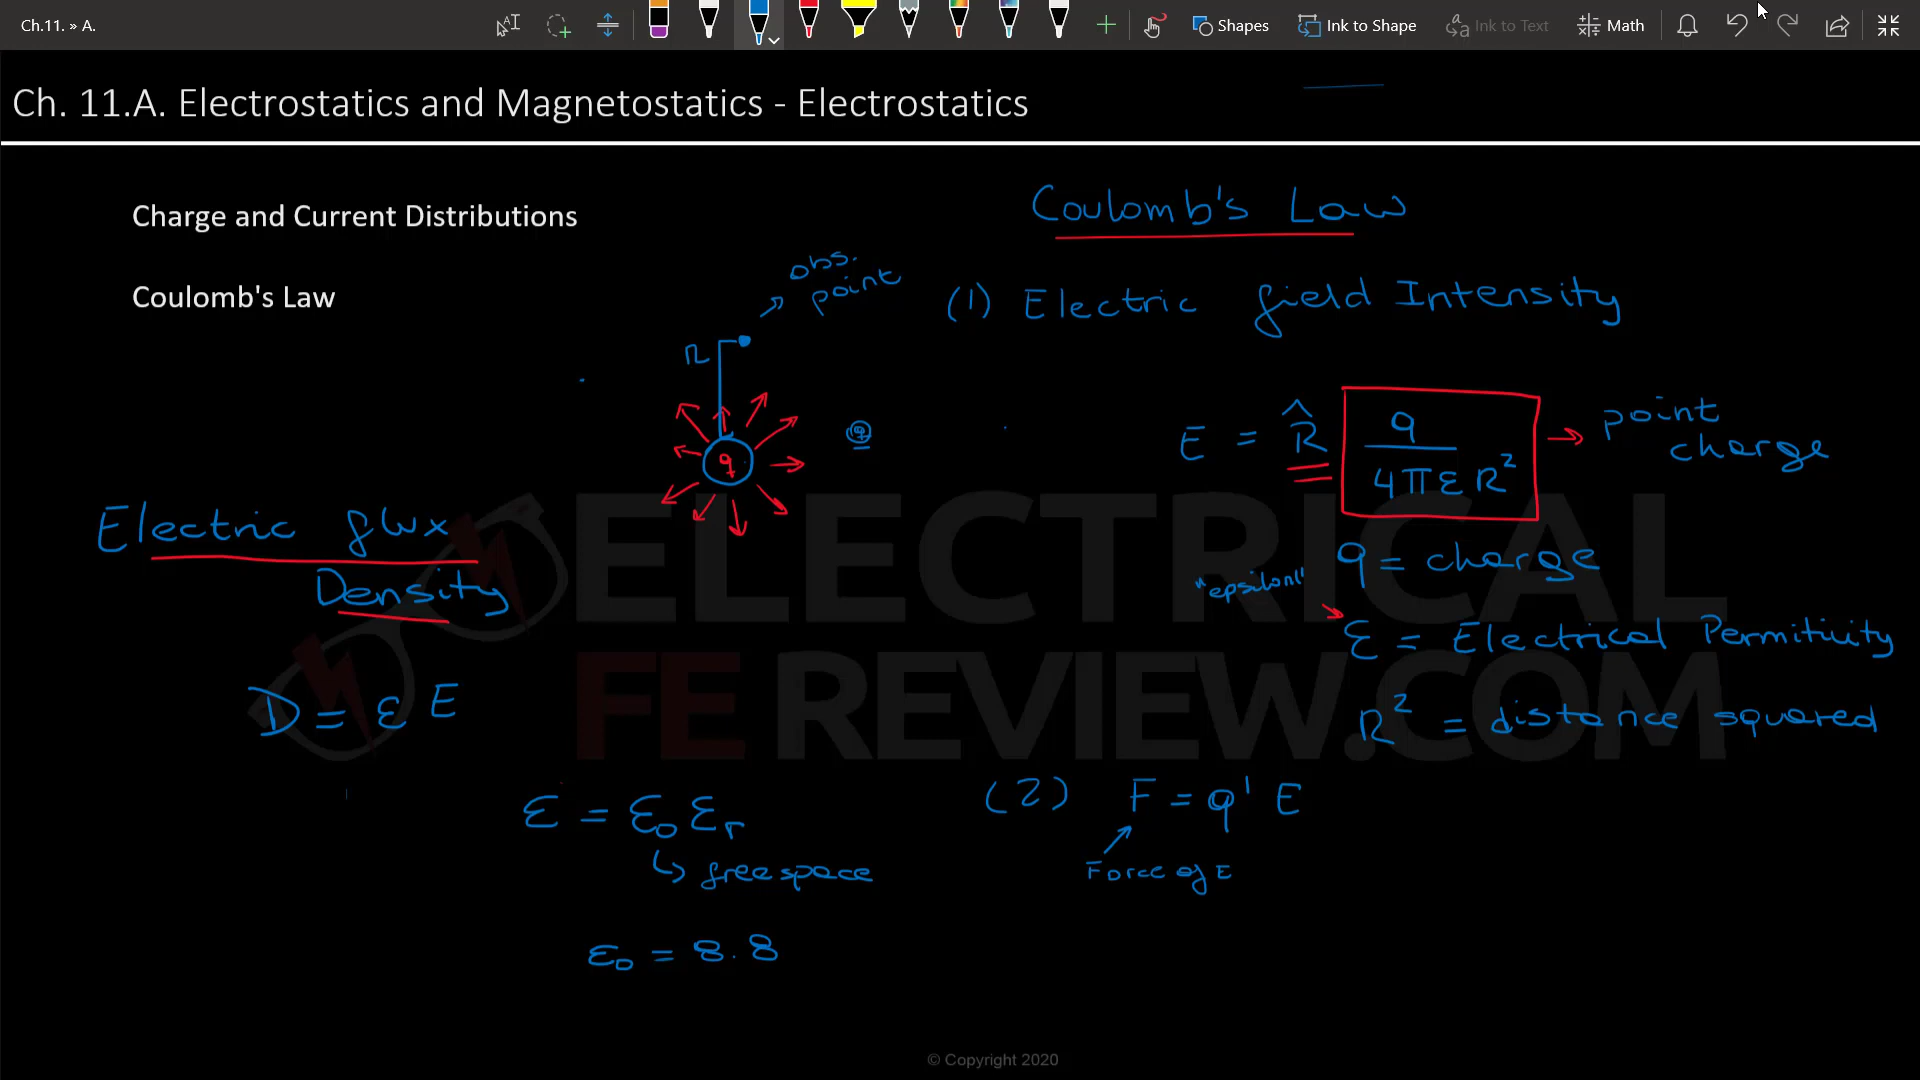 Ch.11. » A.
Shapes
Ink to Shape
Ink to Text
Math
Ch. 11.A. Electrostatics and Magnetostatics - Electrostatics
Charge and Current Distributions
Coulomb's Law
Coulomb's Law
obs.
point
(1) Electric field Intensity
R
q
q
E = R̂ q / 4πεR²
→ point
charge
q = charge
"epsilon"
ε = Electrical Permitivity
R² = distance squared
Electric flux
Density
D = ε E
ε = ε₀ εr
↳ free space
ε₀ = 8.8
(2) F = q' E
Force of E
ELECTRICAL
FE REVIEW.COM
© Copyright 2020